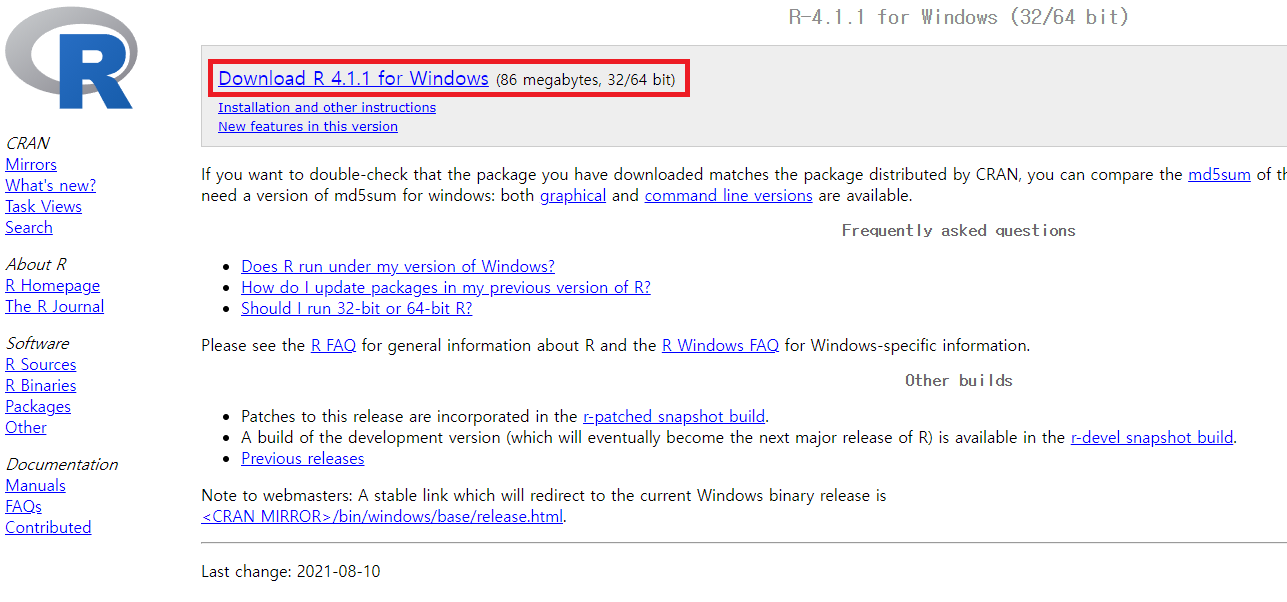 R
R-4.1.1 for Windows (32/64 bit)
Download R 4.1.1 for Windows (86 megabytes, 32/64 bit)
Installation and other instructions
New features in this version
CRAN
Mirrors
What's new?
Task Views
Search
About R
R Homepage
The R Journal
Software
R Sources
R Binaries
Packages
Other
Documentation
Manuals
FAQs
Contributed
If you want to double-check that the package you have downloaded matches the package distributed by CRAN, you can compare the md5sum of
need a version of md5sum for windows: both graphical and command line versions are available.
Frequently asked questions
Does R run under my version of Windows?
How do I update packages in my previous version of R?
Should I run 32-bit or 64-bit R?
Please see the R FAQ for general information about R and the R Windows FAQ for Windows-specific information.
Other builds
Patches to this release are incorporated in the r-patched snapshot build.
A build of the development version (which will eventually become the next major release of R) is available in the r-devel snapshot build.
Previous releases
Note to webmasters: A stable link which will redirect to the current Windows binary release is
<CRAN MIRROR>/bin/windows/base/release.html.
Last change: 2021-08-10